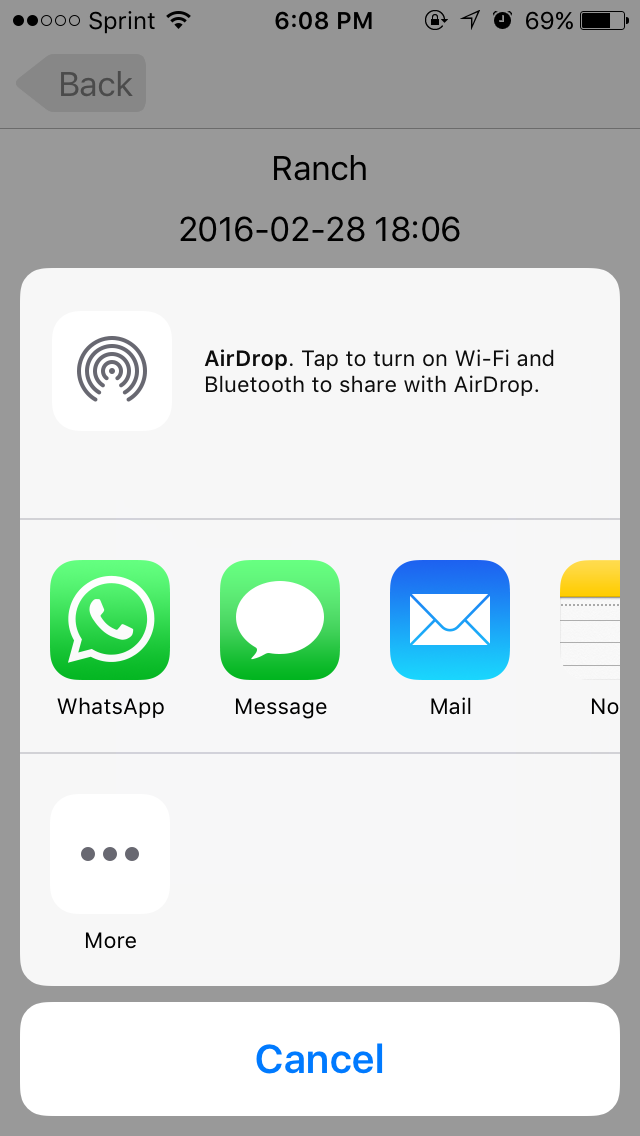 Sprint 6:08 PM 69%
Back
Ranch
2016-02-28 18:06
AirDrop. Tap to turn on Wi-Fi and
Bluetooth to share with AirDrop.
WhatsApp Message Mail No
More
Cancel